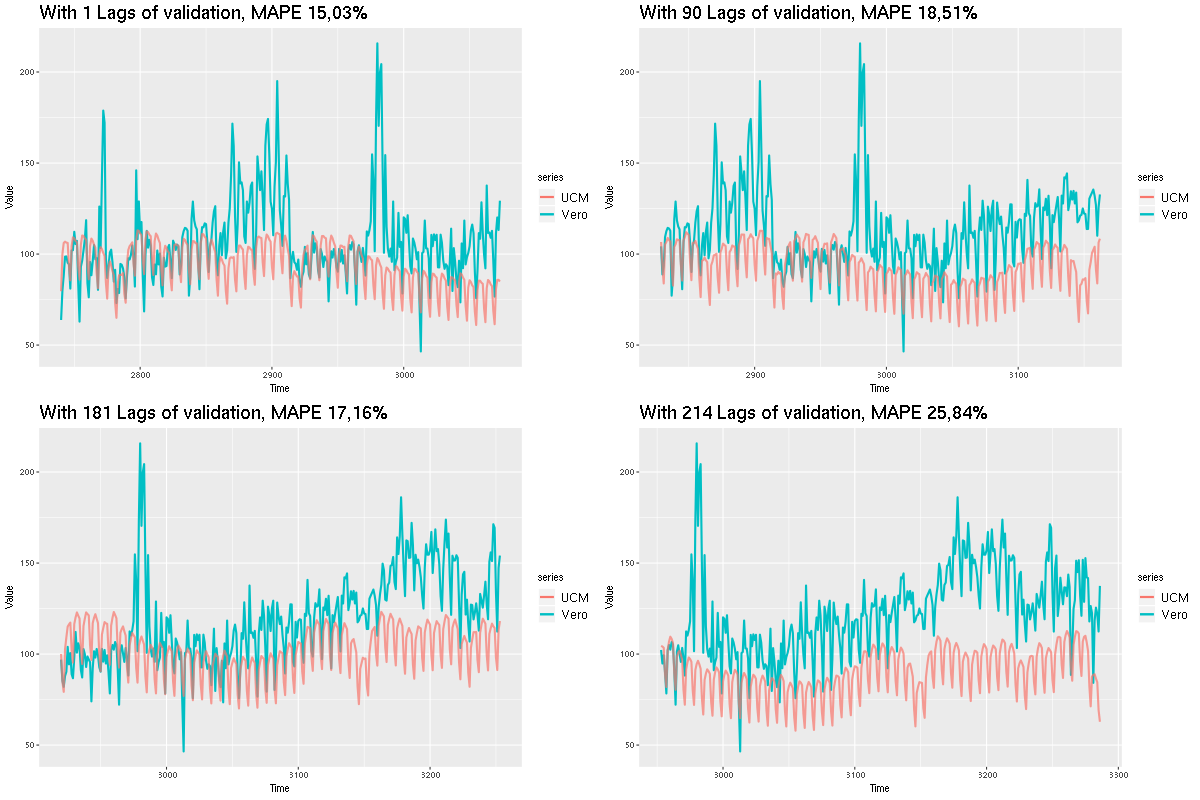 With 1 Lags of validation, MAPE 15,03%
Value
200
150
100
50
2800
2900
3000
Time
series
UCM
Vero
With 90 Lags of validation, MAPE 18,51%
Value
200
150
100
50
2900
3000
3100
Time
series
UCM
Vero
With 181 Lags of validation, MAPE 17,16%
Value
200
150
100
50
3000
3100
3200
Time
series
UCM
Vero
With 214 Lags of validation, MAPE 25,84%
Value
200
150
100
50
3000
3100
3200
3300
Time
series
UCM
Vero